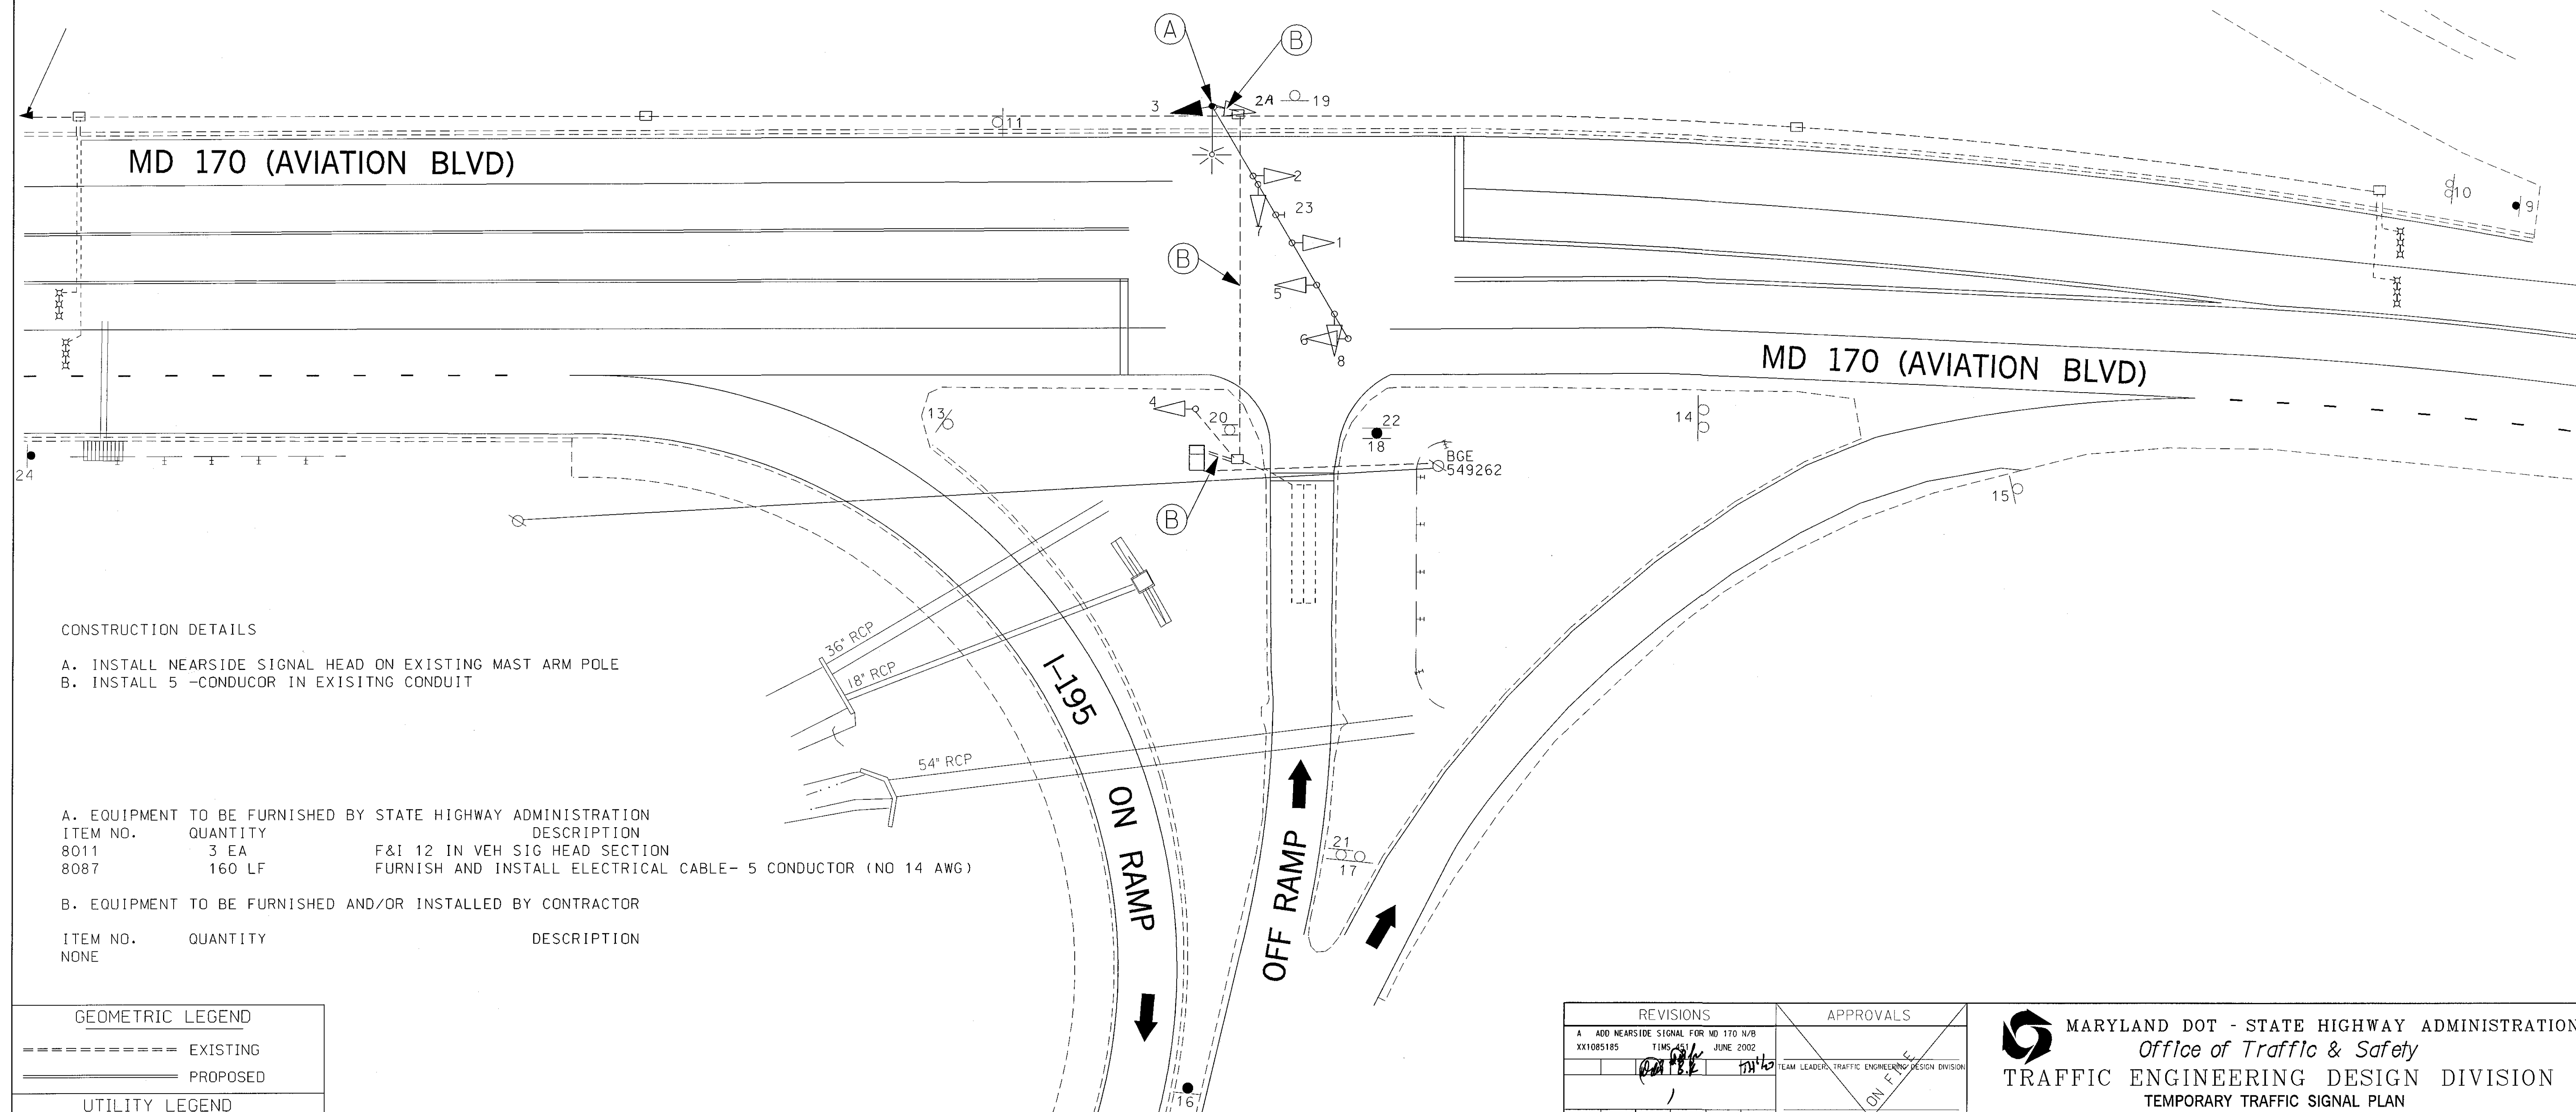 A
B
3
2A
19
11
MD 170 (AVIATION BLVD)
2
10
9
23
7
1
B
5
6
8
MD 170 (AVIATION BLVD)
4
13
20
22
14
18
24
BGE
549262
15
B
CONSTRUCTION DETAILS
A. INSTALL NEARSIDE SIGNAL HEAD ON EXISTING MAST ARM POLE
B. INSTALL 5 -CONDUCOR IN EXISITNG CONDUIT
36" RCP
18" RCP
I-195
54" RCP
ON RAMP
OFF RAMP
21
17
16
A. EQUIPMENT TO BE FURNISHED BY STATE HIGHWAY ADMINISTRATION
ITEM NO. QUANTITY DESCRIPTION
8011 3 EA F&I 12 IN VEH SIG HEAD SECTION
8087 160 LF FURNISH AND INSTALL ELECTRICAL CABLE- 5 CONDUCTOR (NO 14 AWG)
B. EQUIPMENT TO BE FURNISHED AND/OR INSTALLED BY CONTRACTOR
ITEM NO. QUANTITY DESCRIPTION
NONE
GEOMETRIC LEGEND
EXISTING
PROPOSED
UTILITY LEGEND
REVISIONS
A ADD NEARSIDE SIGNAL FOR MD 170 N/B
XX1085185 TIMS 451 JUNE 2002
APPROVALS
TEAM LEADER, TRAFFIC ENGINEERING DESIGN DIVISION
ON FILE
MARYLAND DOT - STATE HIGHWAY ADMINISTRATION
Office of Traffic & Safety
TRAFFIC ENGINEERING DESIGN DIVISION
TEMPORARY TRAFFIC SIGNAL PLAN